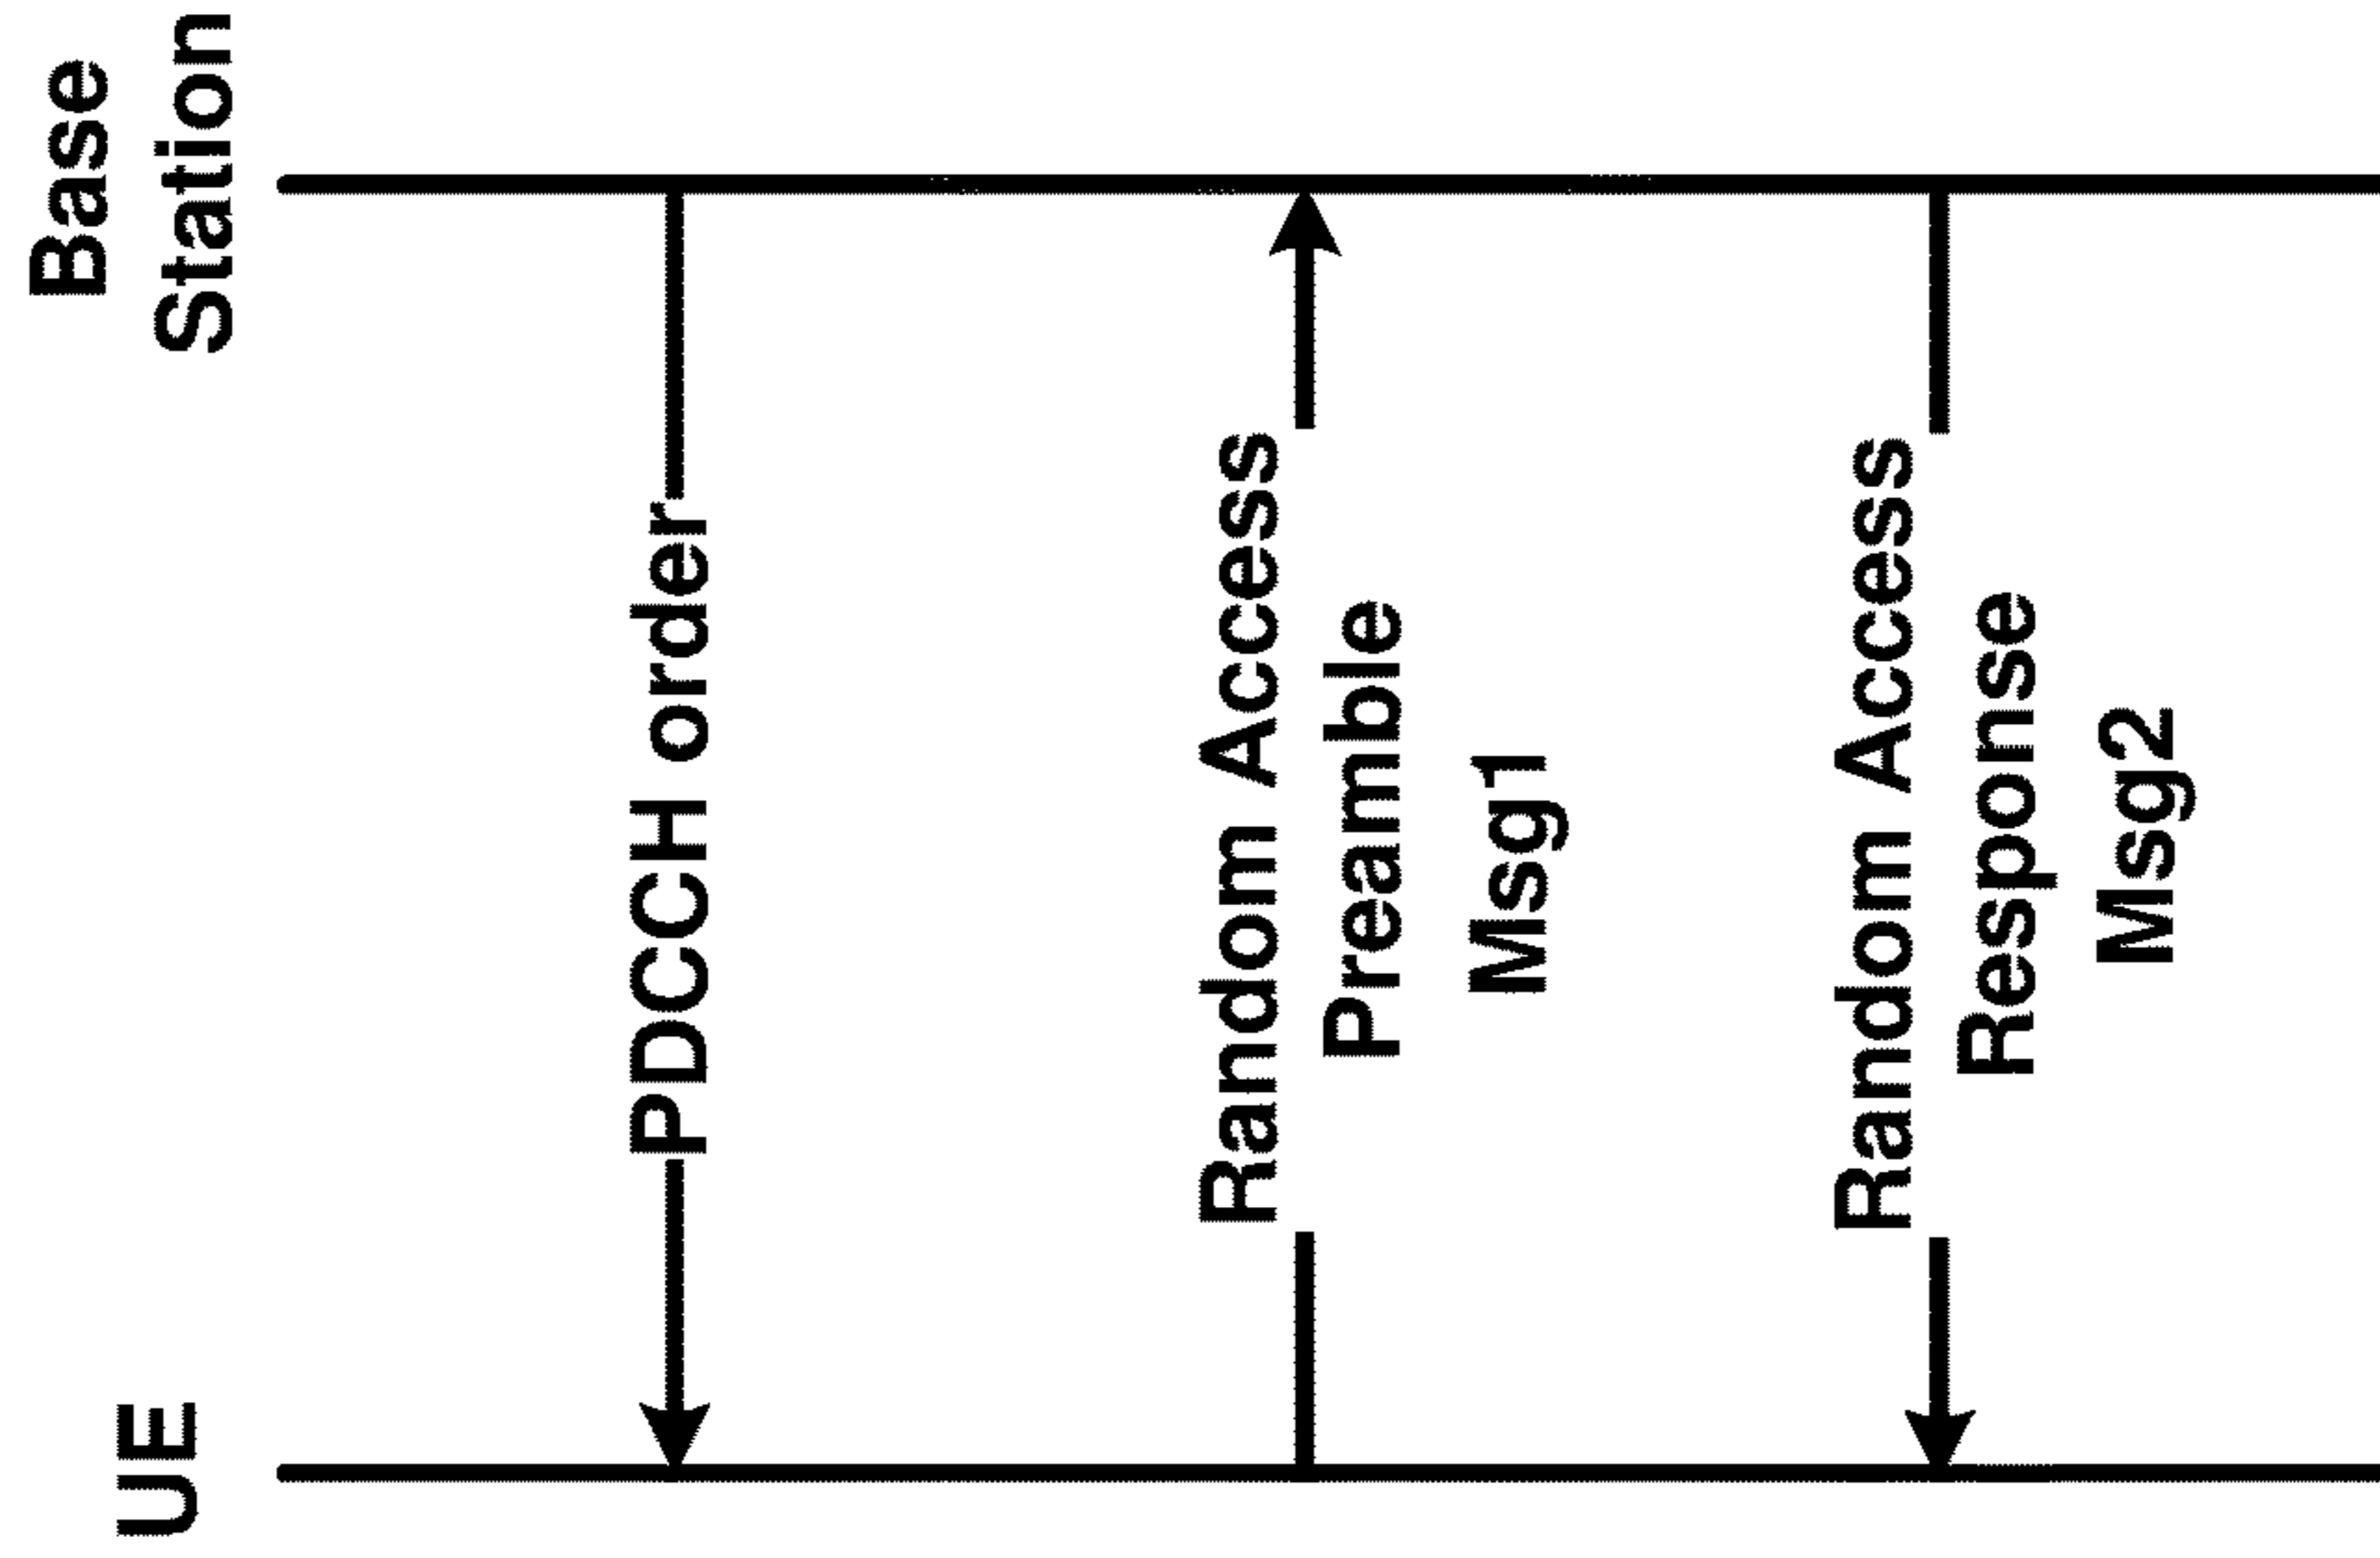 UE
Base
Station
PDCCH order
Random Access
Preamble
Msg1
Random Access
Response
Msg2